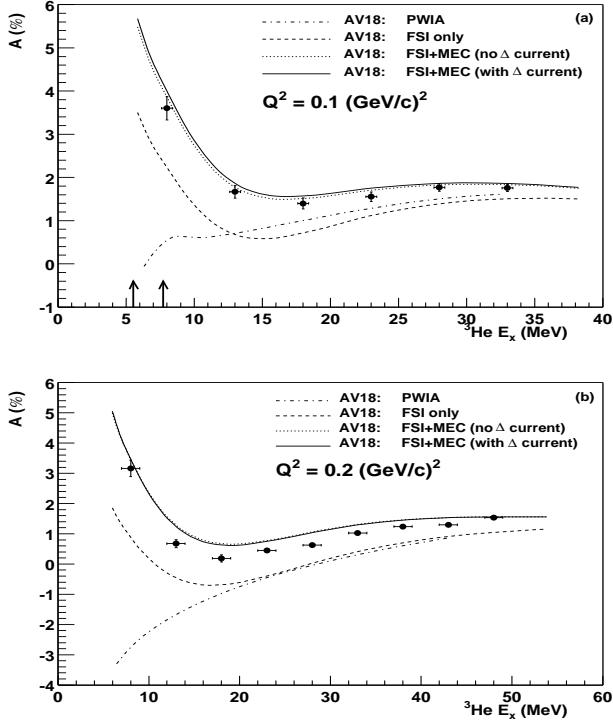 A (%)
6
5
4
3
2
1
0
-1
(a)
AV18: PWIA
AV18: FSI only
AV18: FSI+MEC (no Δ current)
AV18: FSI+MEC (with Δ current)
Q² = 0.1 (GeV/c)²
0 5 10 15 20 25 30 35 40
³He Eₓ (MeV)
A (%)
6
5
4
3
2
1
0
-1
-2
-3
-4
(b)
AV18: PWIA
AV18: FSI only
AV18: FSI+MEC (no Δ current)
AV18: FSI+MEC (with Δ current)
Q² = 0.2 (GeV/c)²
0 10 20 30 40 50 60
³He Eₓ (MeV)